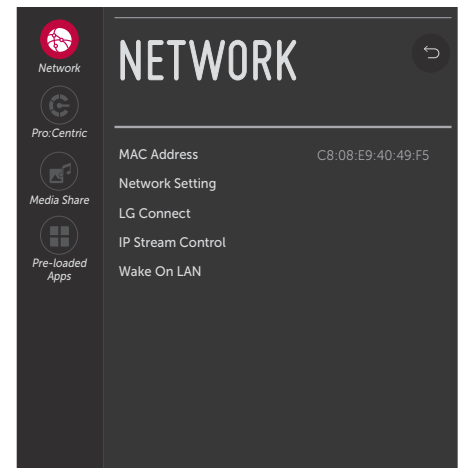 Network
Pro:Centric
Media Share
Pre-loaded
Apps
NETWORK
MAC Address C8:08:E9:40:49:F5
Network Setting
LG Connect
IP Stream Control
Wake On LAN